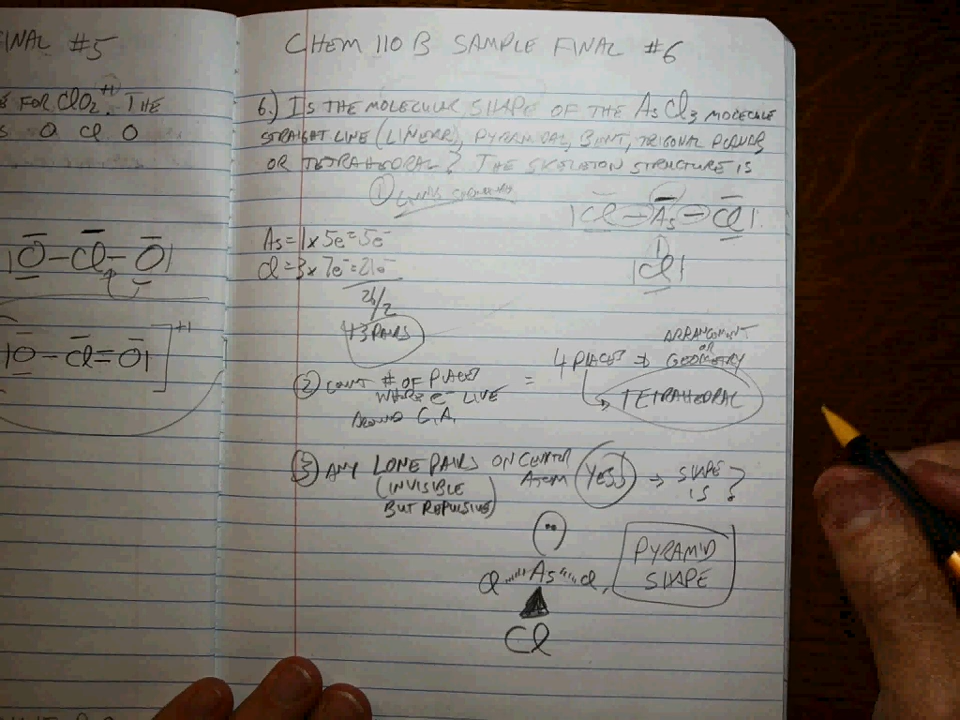 FINAL #5
FOR ClO2+1. THE
O Cl O
|O-Cl-O|
|O-Cl=O|]+1
CHEM 110B SAMPLE FINAL #6
6.) IS THE MOLECULAR SHAPE OF THE AsCl3 MOLECULE
STRAIGHT LINE (LINEAR), PYRAMIDAL, BENT, TRIGONAL PLANAR,
OR TETRAHEDRAL? THE SKELETON STRUCTURE IS
① LEWIS
|Cl-As-Cl|
|Cl|
As = 1 x 5e- = 5e-
Cl = 3 x 7e- = 21e-
26/2
13 PAIRS
② COUNT # OF PLACES
WHERE e- LIVE
AROUND C.A.
= 4 PLACES ⇒ ARRANGEMENT
OR
GEOMETRY
TETRAHEDRAL
③ ANY LONE PAIRS ON CENTER
ATOM YES! → SHAPE
IS ?
(INVISIBLE
BUT REPULSIVE)
Cl As Cl,
Cl
PYRAMID
SHAPE